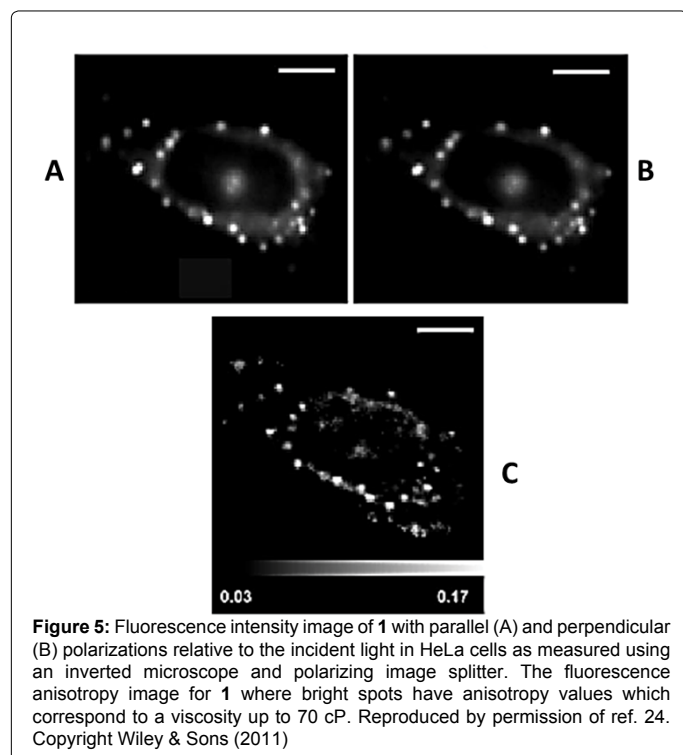 A
B
C
0.03 0.17
Figure 5: Fluorescence intensity image of 1 with parallel (A) and perpendicular
(B) polarizations relative to the incident light in HeLa cells as measured using
an inverted microscope and polarizing image splitter. The fluorescence
anisotropy image for 1 where bright spots have anisotropy values which
correspond to a viscosity up to 70 cP. Reproduced by permission of ref. 24.
Copyright Wiley & Sons (2011)